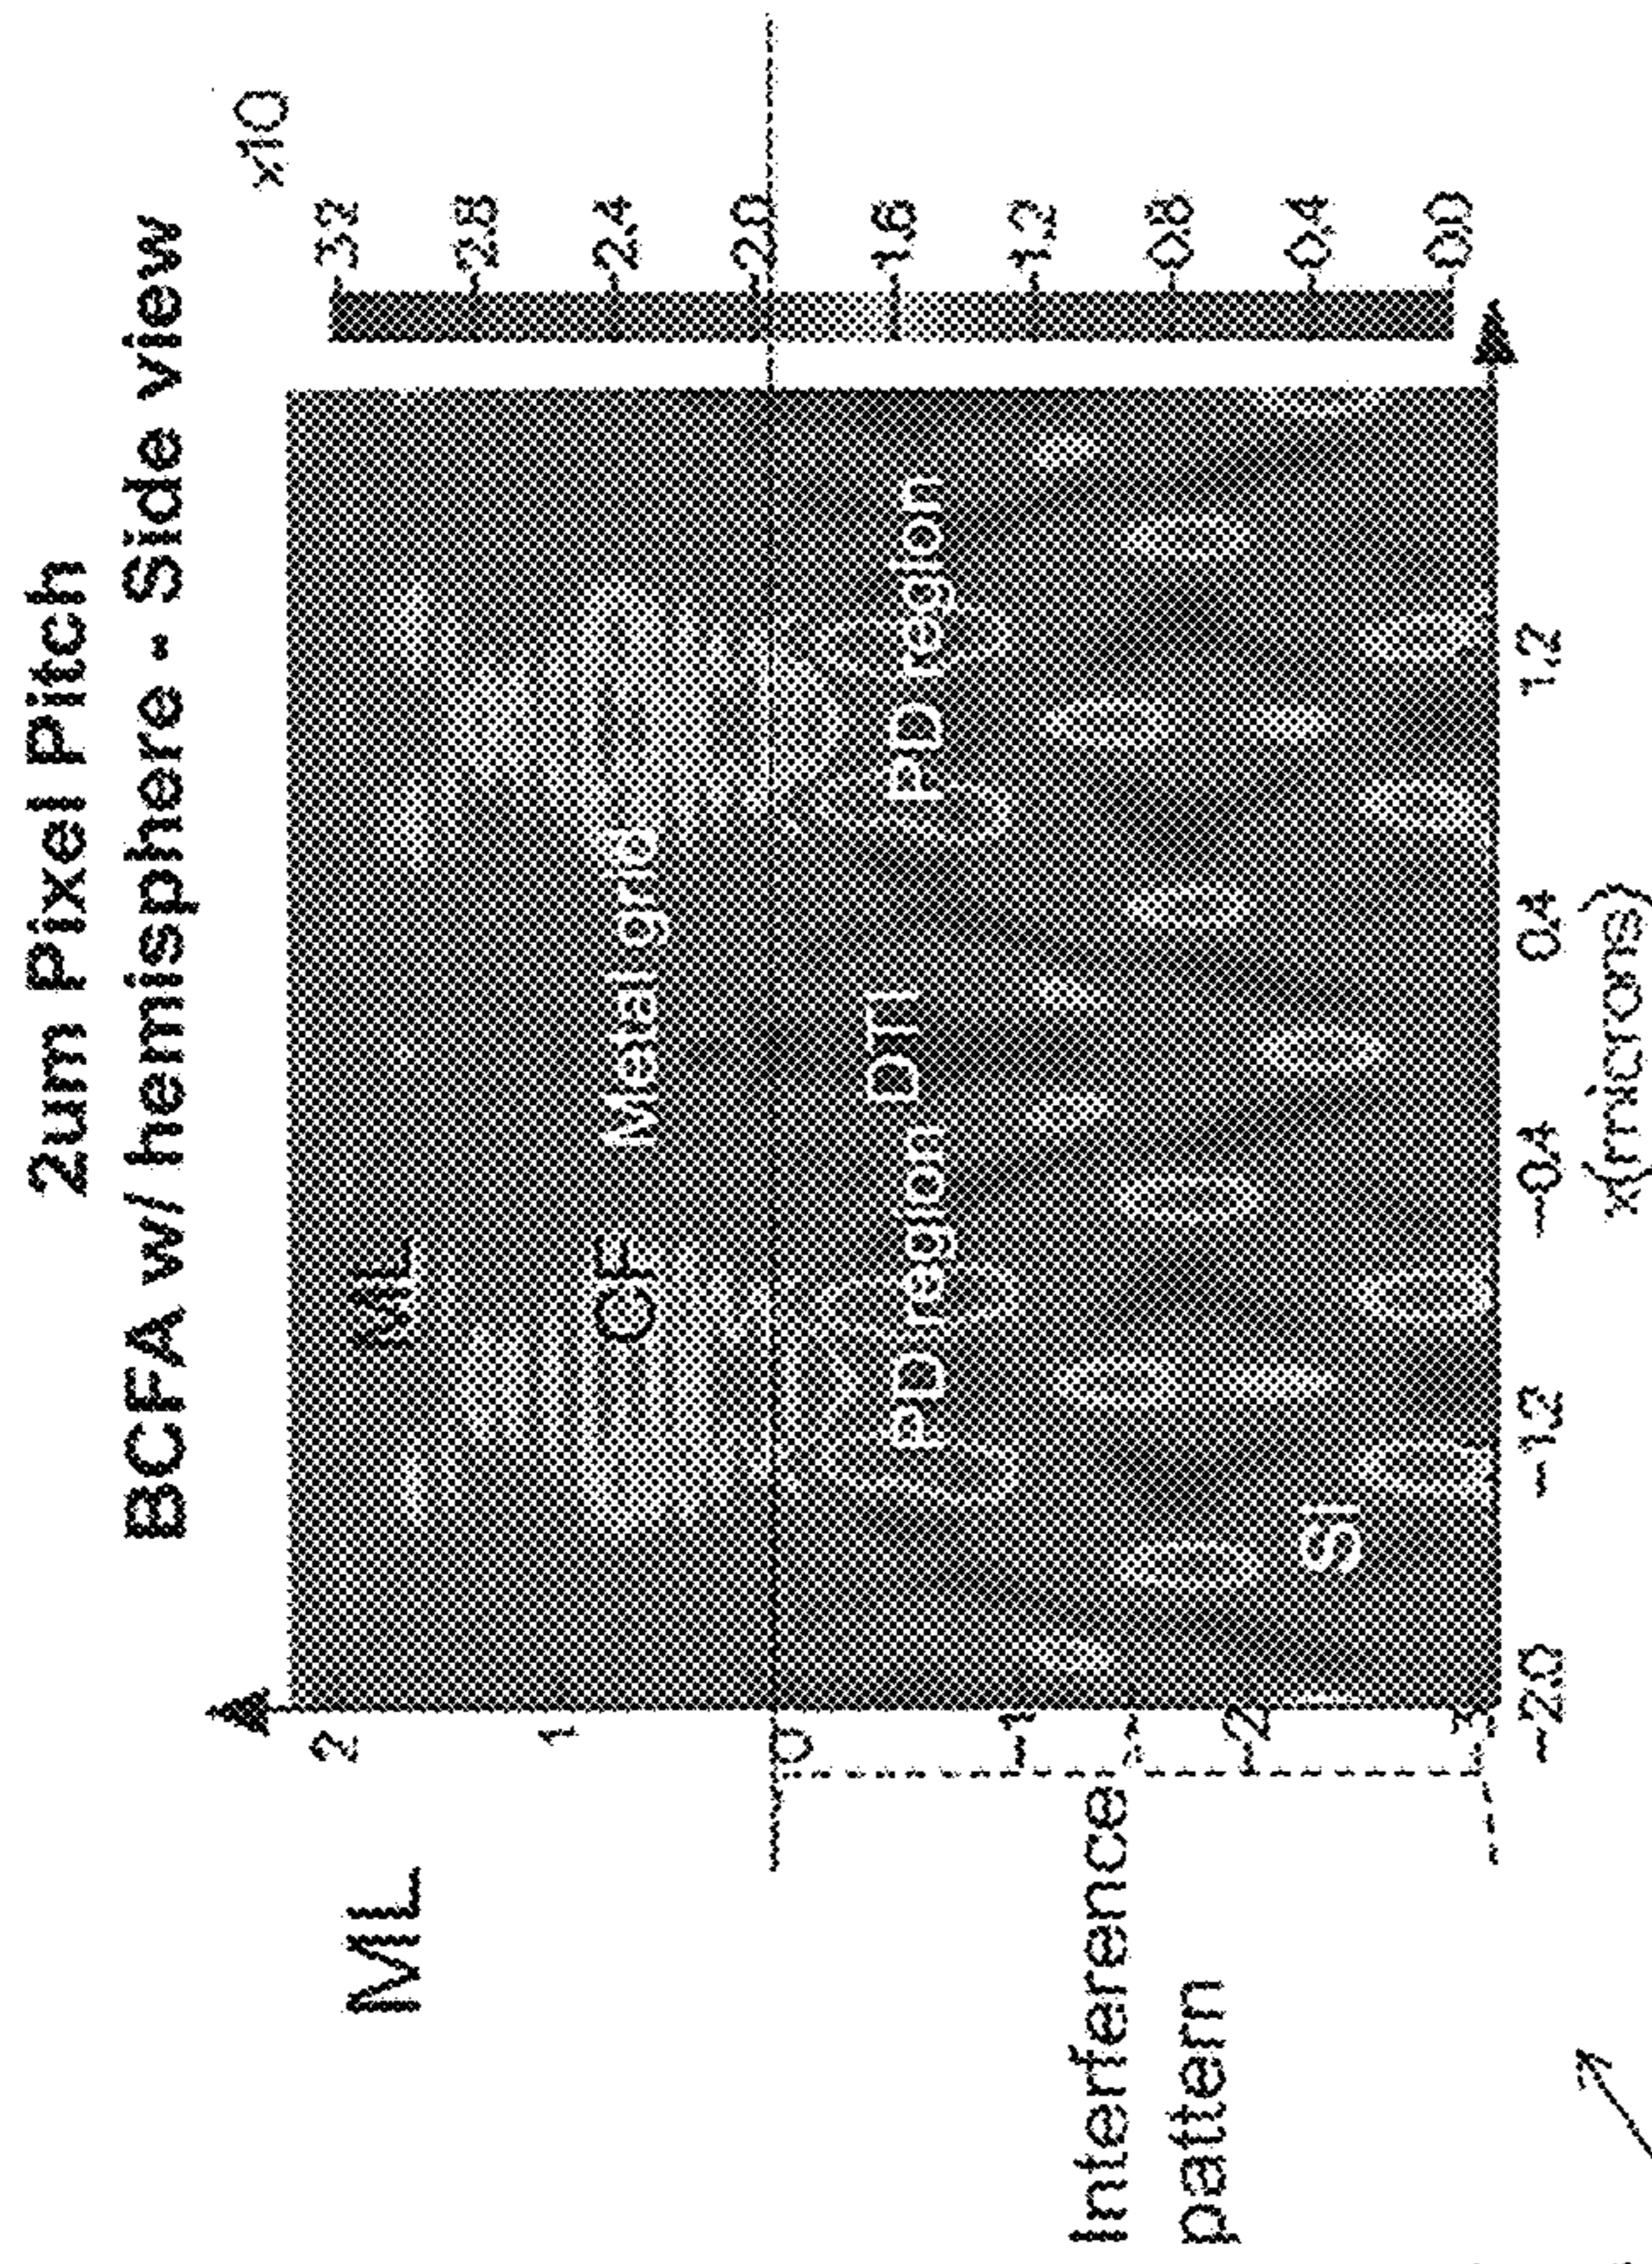 2um Pixel Pitch
BCFA w/ hemisphere - Side view
x10
ML
ML
CF
Metal grid
PD region
DTI
PD region
Si
2
1
0
-1
-2
-3
Interference
pattern
3.2
2.8
2.4
2.0
1.6
1.2
0.8
0.4
0.0
-2.0
-1.2
-0.4
0.4
1.2
x(microns)